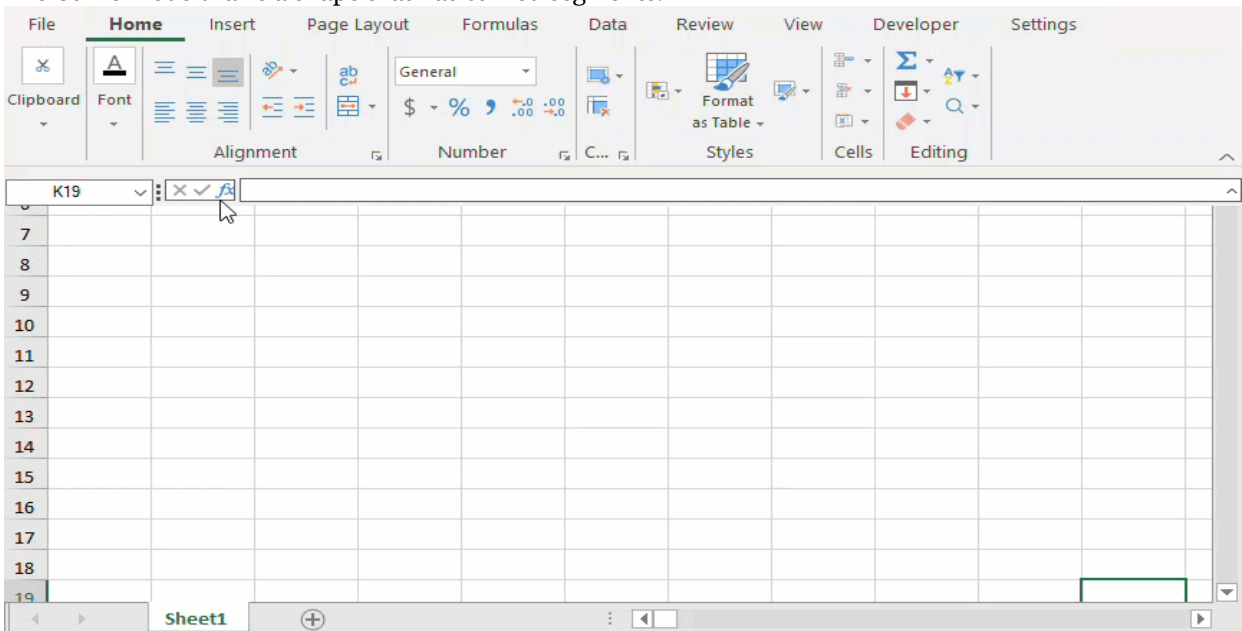 File Home Insert Page Layout Formulas Data Review View Developer Settings
Clipboard Font ab General $ % Format as Table
Alignment Number C... Styles Cells Editing
K19 fx
7
8
9
10
11
12
13
14
15
16
17
18
19
Sheet1